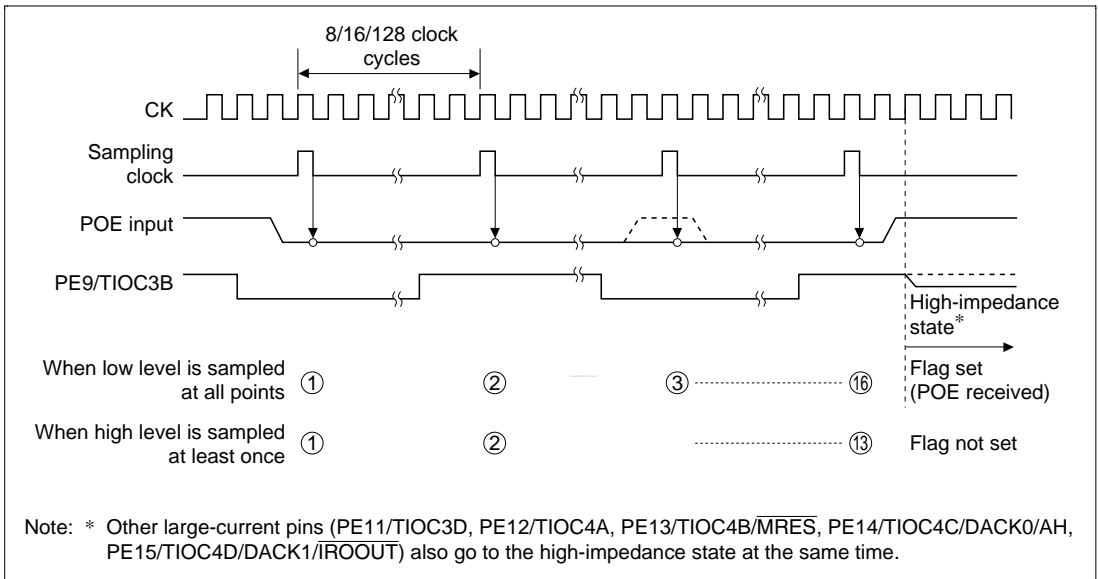 8/16/128 clock
cycles
CK
Sampling
clock
POE input
PE9/TIOC3B
High-impedance
state*
When low level is sampled
at all points
① ② ③ ⑯
Flag set
(POE received)
When high level is sampled
at least once
① ② ⑬
Flag not set
Note: * Other large-current pins (PE11/TIOC3D, PE12/TIOC4A, PE13/TIOC4B/MRES, PE14/TIOC4C/DACK0/AH,
PE15/TIOC4D/DACK1/IROOUT) also go to the high-impedance state at the same time.